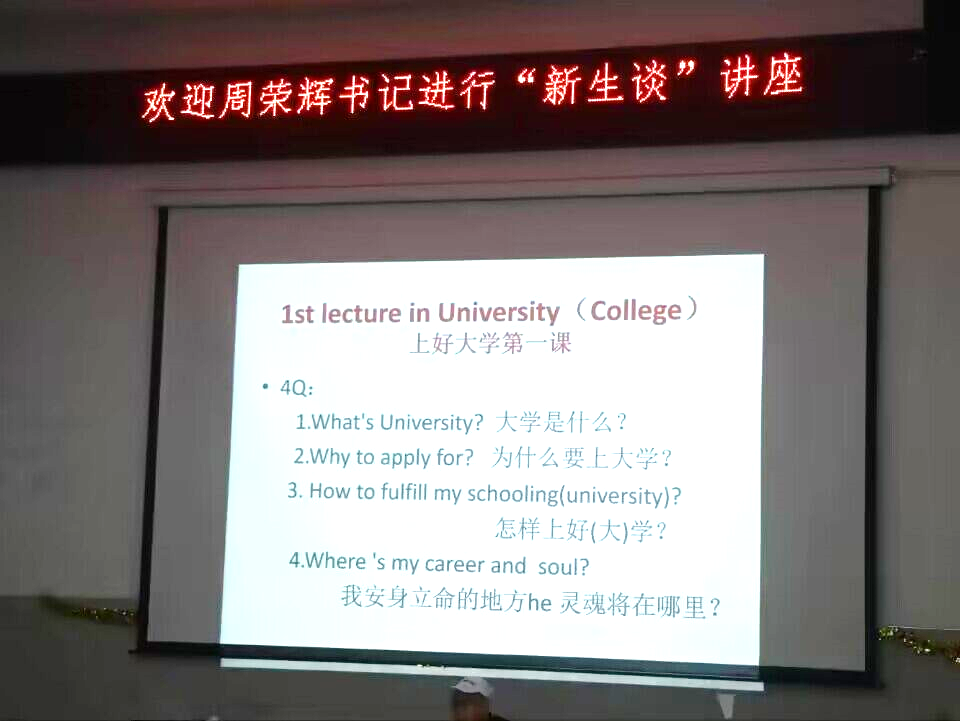 欢迎周荣辉书记进行“新生谈”讲座
1st lecture in University（College）
上好大学第一课
• 4Q：
1.What's University? 大学是什么?
2.Why to apply for? 为什么要上大学?
3. How to fulfill my schooling(university)?
怎样上好(大)学?
4.Where 's my career and soul?
我安身立命的地方he 灵魂将在哪里?